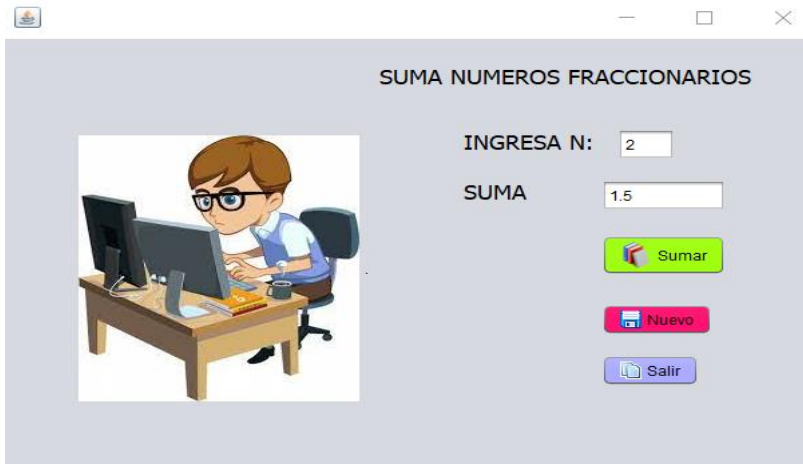 SUMA NUMEROS FRACCIONARIOS
INGRESA N: 2
SUMA 1.5
Sumar
Nuevo
Salir